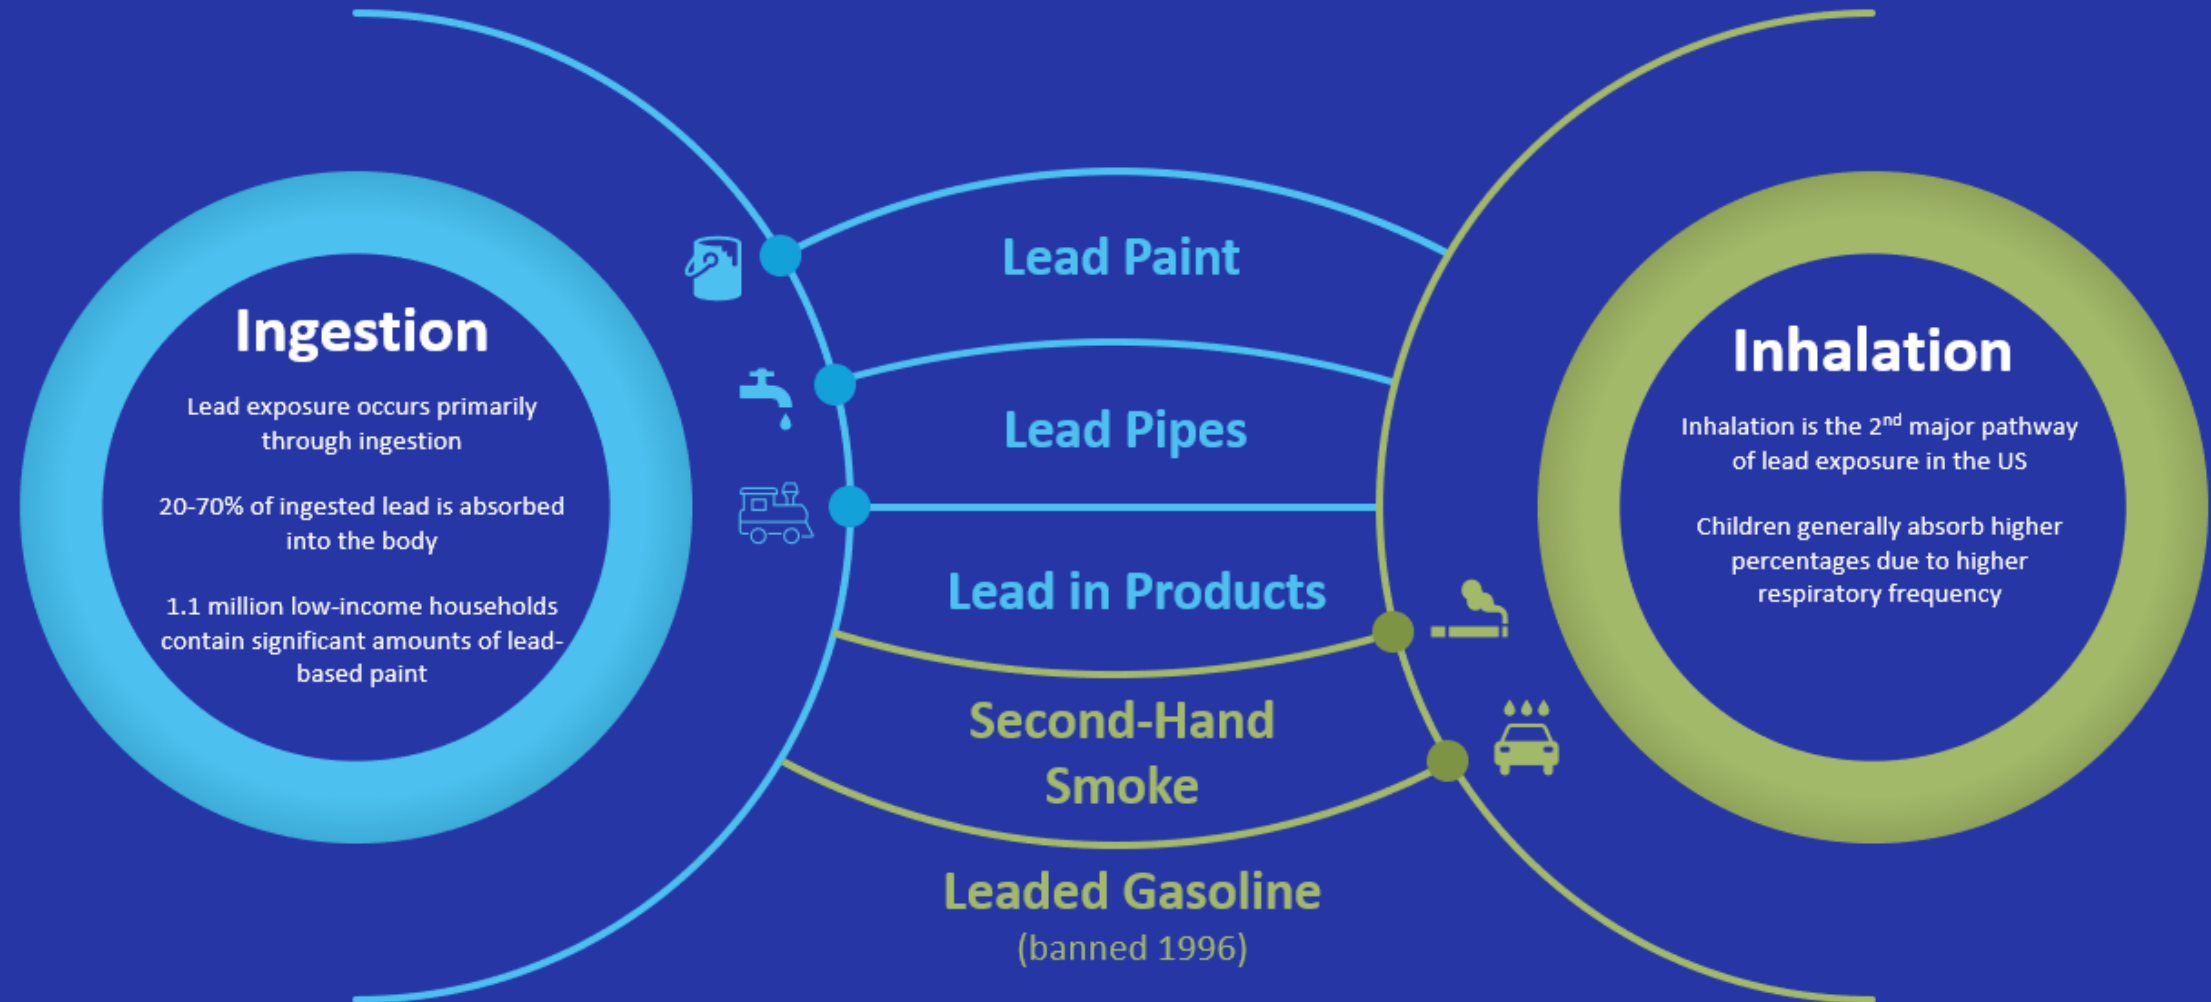 Ingestion
Lead exposure occurs primarily
through ingestion
20-70% of ingested lead is absorbed
into the body
1.1 million low-income households
contain significant amounts of lead-
based paint
Lead Paint
Lead Pipes
Lead in Products
Second-Hand
Smoke
Leaded Gasoline
(banned 1996)
Inhalation
Inhalation is the 2nd major pathway
of lead exposure in the US
Children generally absorb higher
percentages due to higher
respiratory frequency